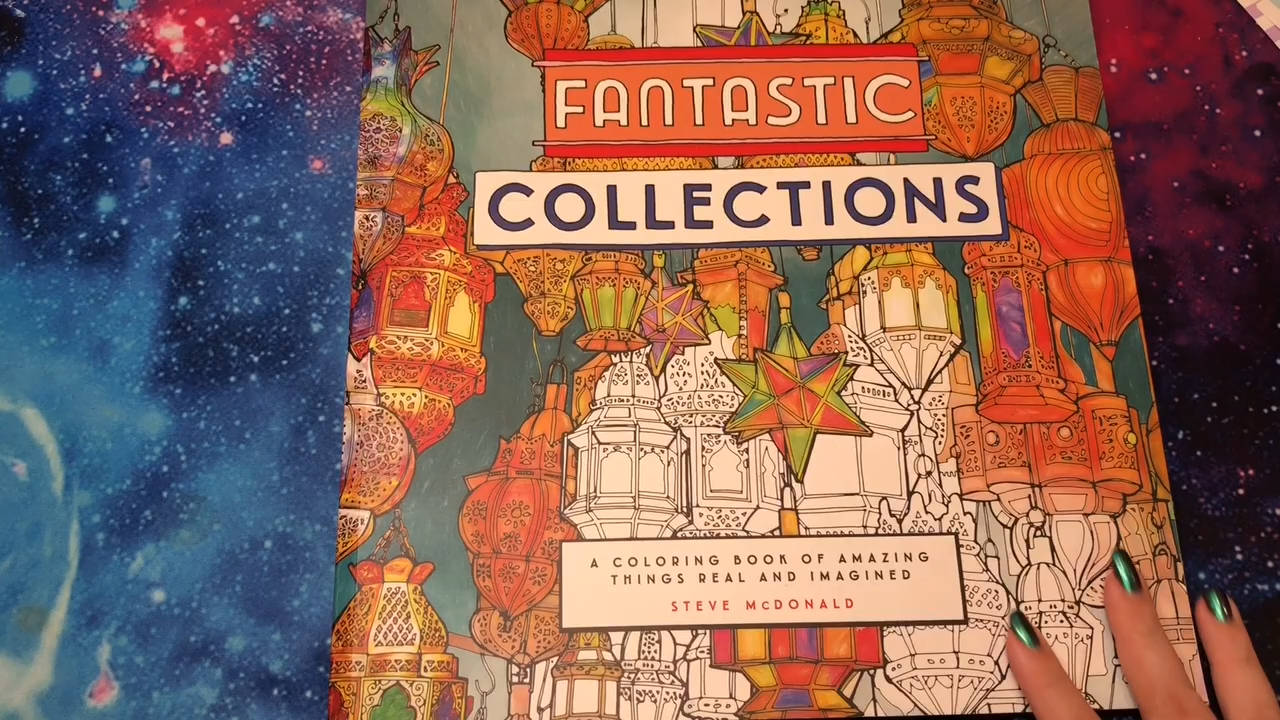 FANTASTIC
COLLECTIONS
A COLORING BOOK OF AMAZING
THINGS REAL AND IMAGINED
STEVE McDONALD